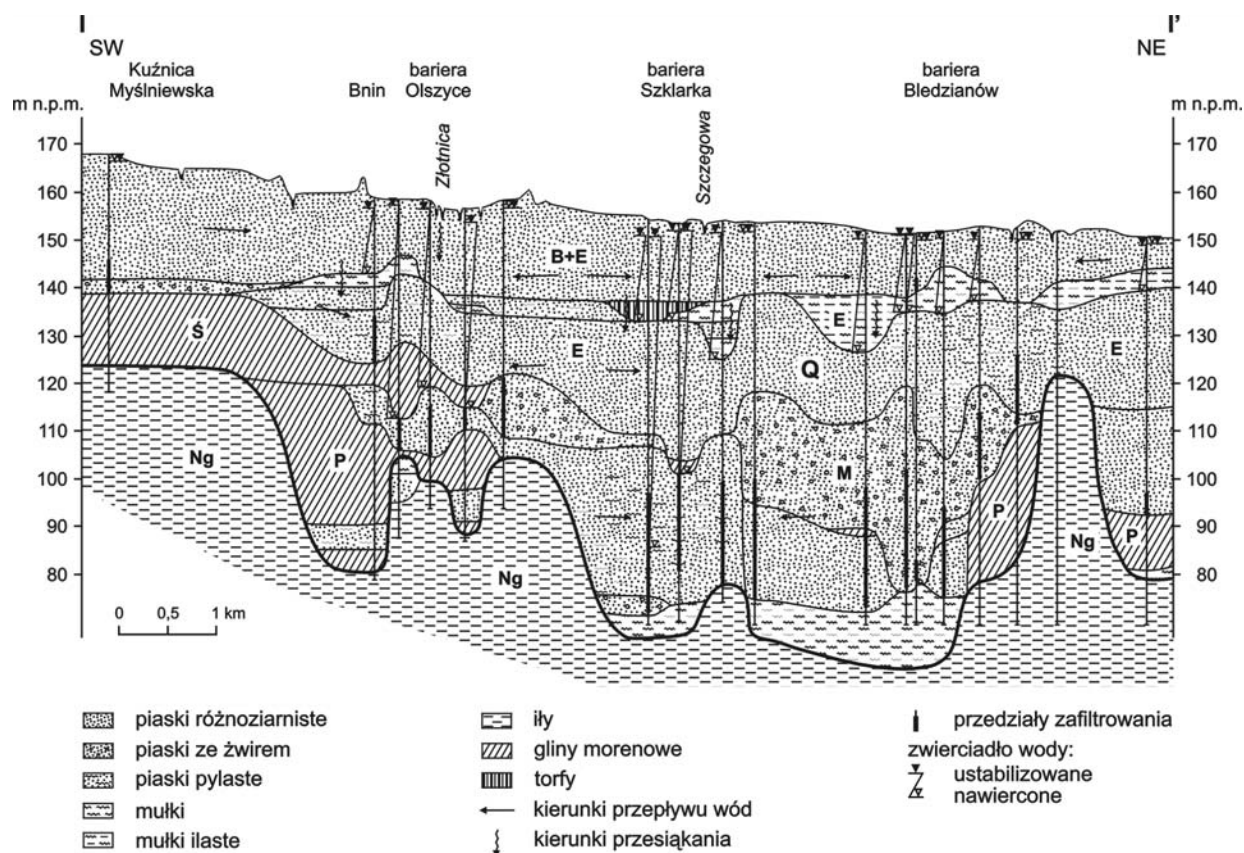 I I'
SW NE
Kuźnica bariera bariera bariera
Myślniewska Bnin Olszyce Szklarka Bledzianów
m n.p.m. m n.p.m.
Złotnica
Szczegowa
170 170
160 160
150 150
B+E
140 140
E
130 130
Ś E Q E
120 120
110 110
Ng P M
100 100
P Ng
90 90
Ng P
80 80
0 0,5 1 km
piaski różnoziarniste
piaski ze żwirem
piaski pylaste
mułki
mułki ilaste
iły
gliny morenowe
torfy
kierunki przepływu wód
kierunki przesiąkania
przedziały zafiltrowania
zwierciadło wody:
ustabilizowane
nawiercone